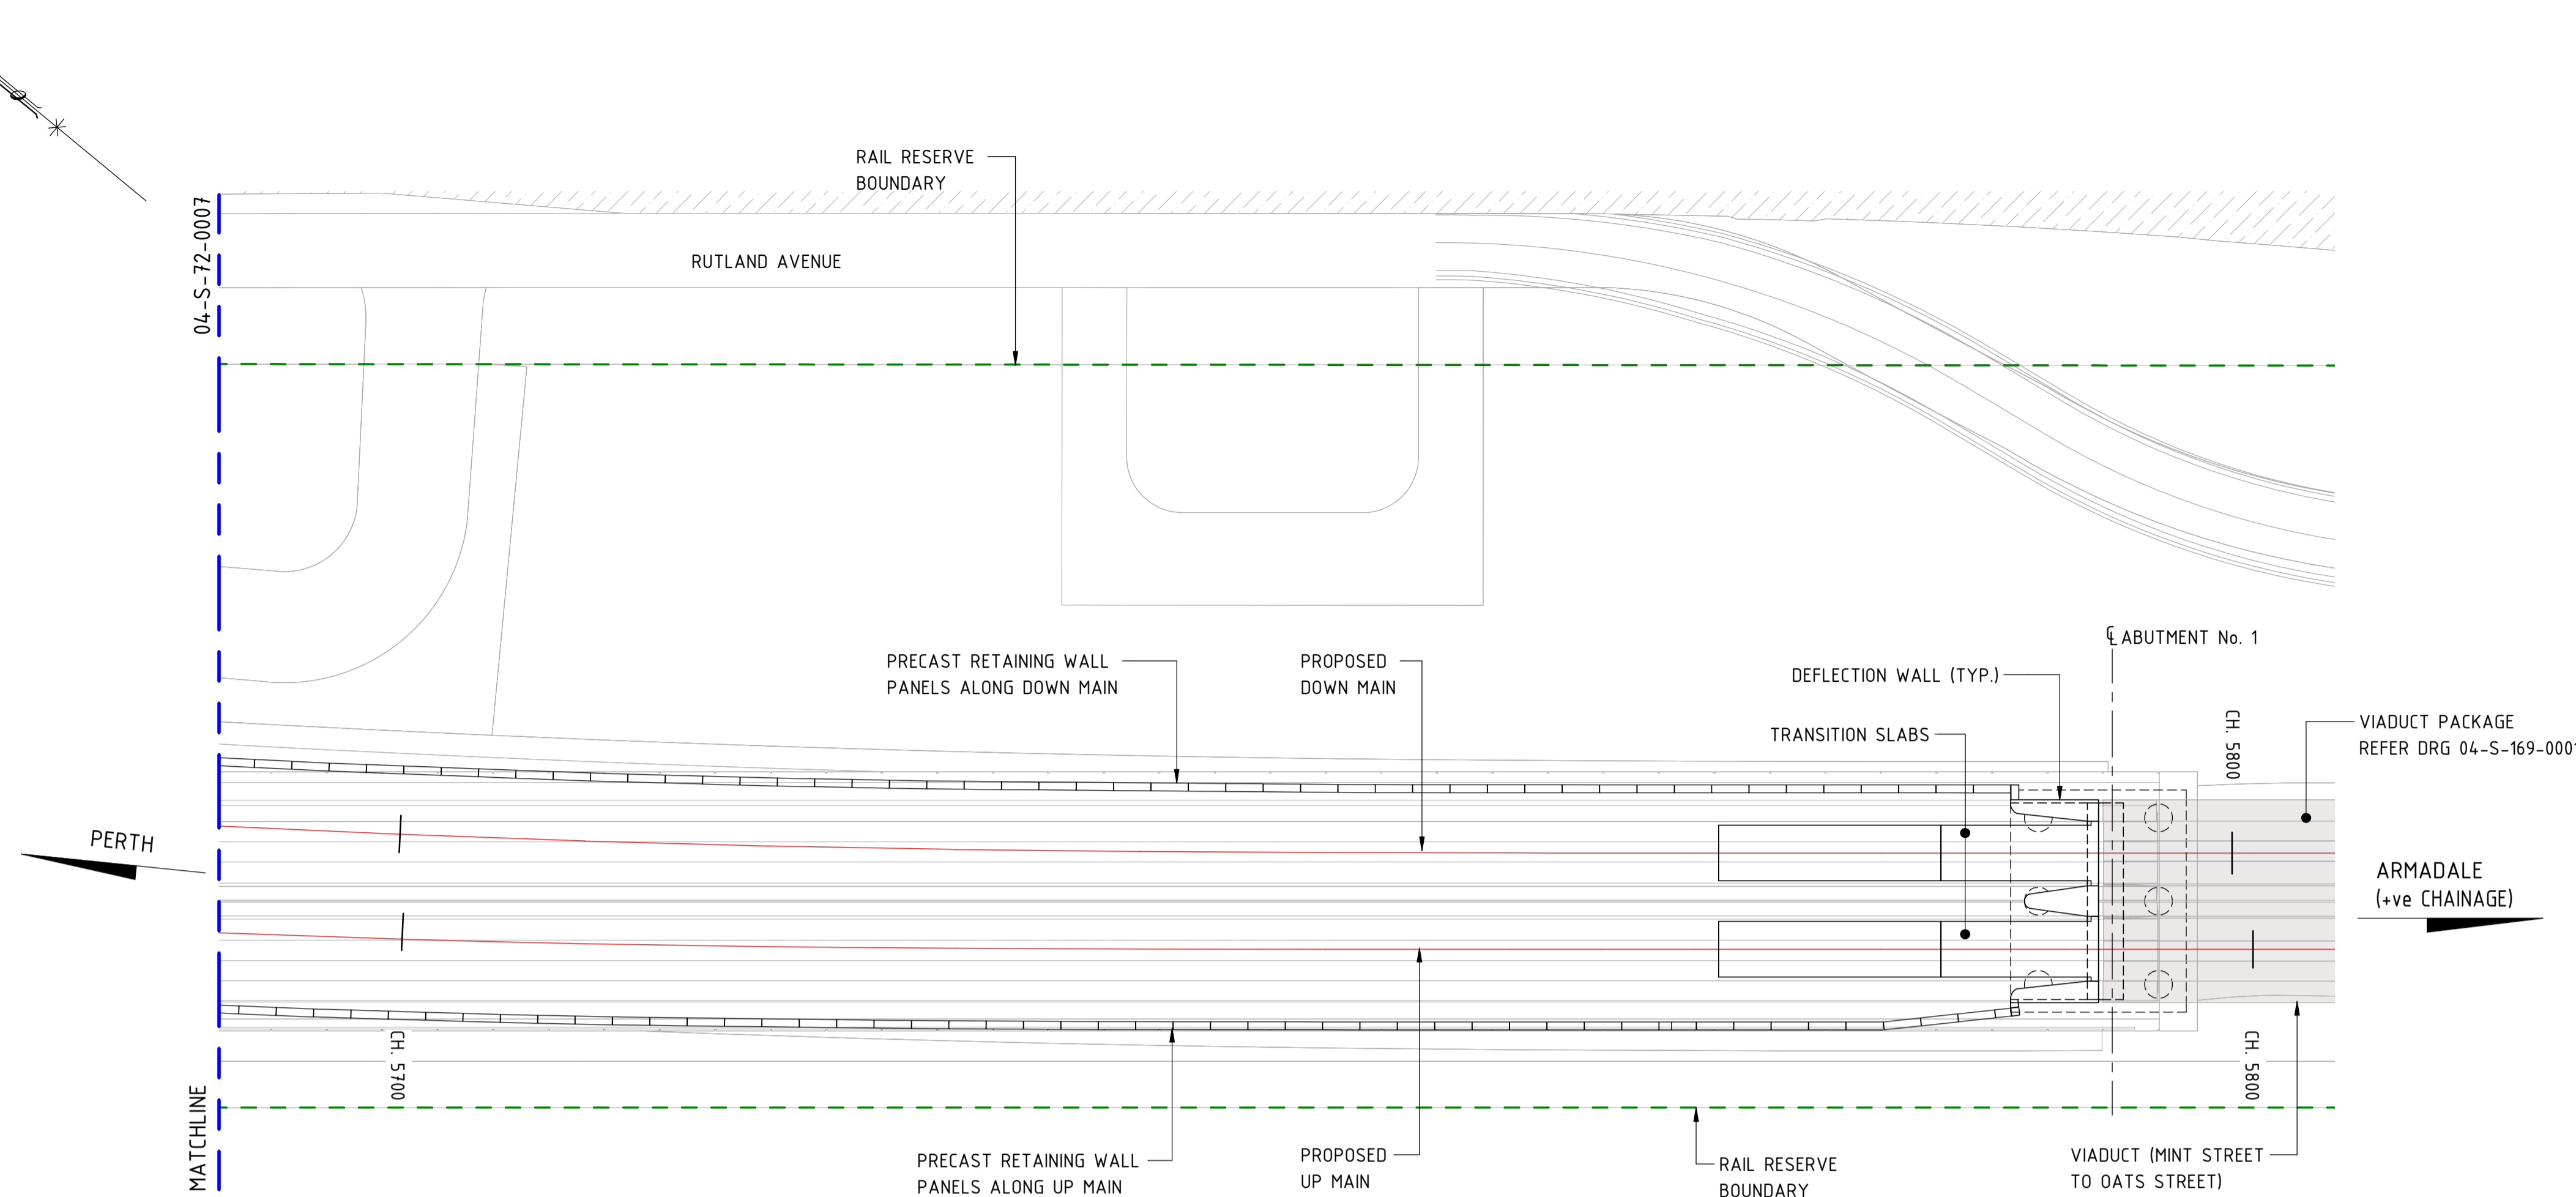 RAIL RESERVE
BOUNDARY
04-S-72-0007
RUTLAND AVENUE
℄ ABUTMENT No. 1
PRECAST RETAINING WALL
PANELS ALONG DOWN MAIN
PROPOSED
DOWN MAIN
DEFLECTION WALL (TYP.)
TRANSITION SLABS
CH. 5800
VIADUCT PACKAGE
REFER DRG 04-S-169-0001
PERTH
ARMADALE
(+ve CHAINAGE)
CH. 5700
CH. 5800
MATCHLINE
PRECAST RETAINING WALL
PANELS ALONG UP MAIN
PROPOSED
UP MAIN
RAIL RESERVE
BOUNDARY
VIADUCT (MINT STREET
TO OATS STREET)